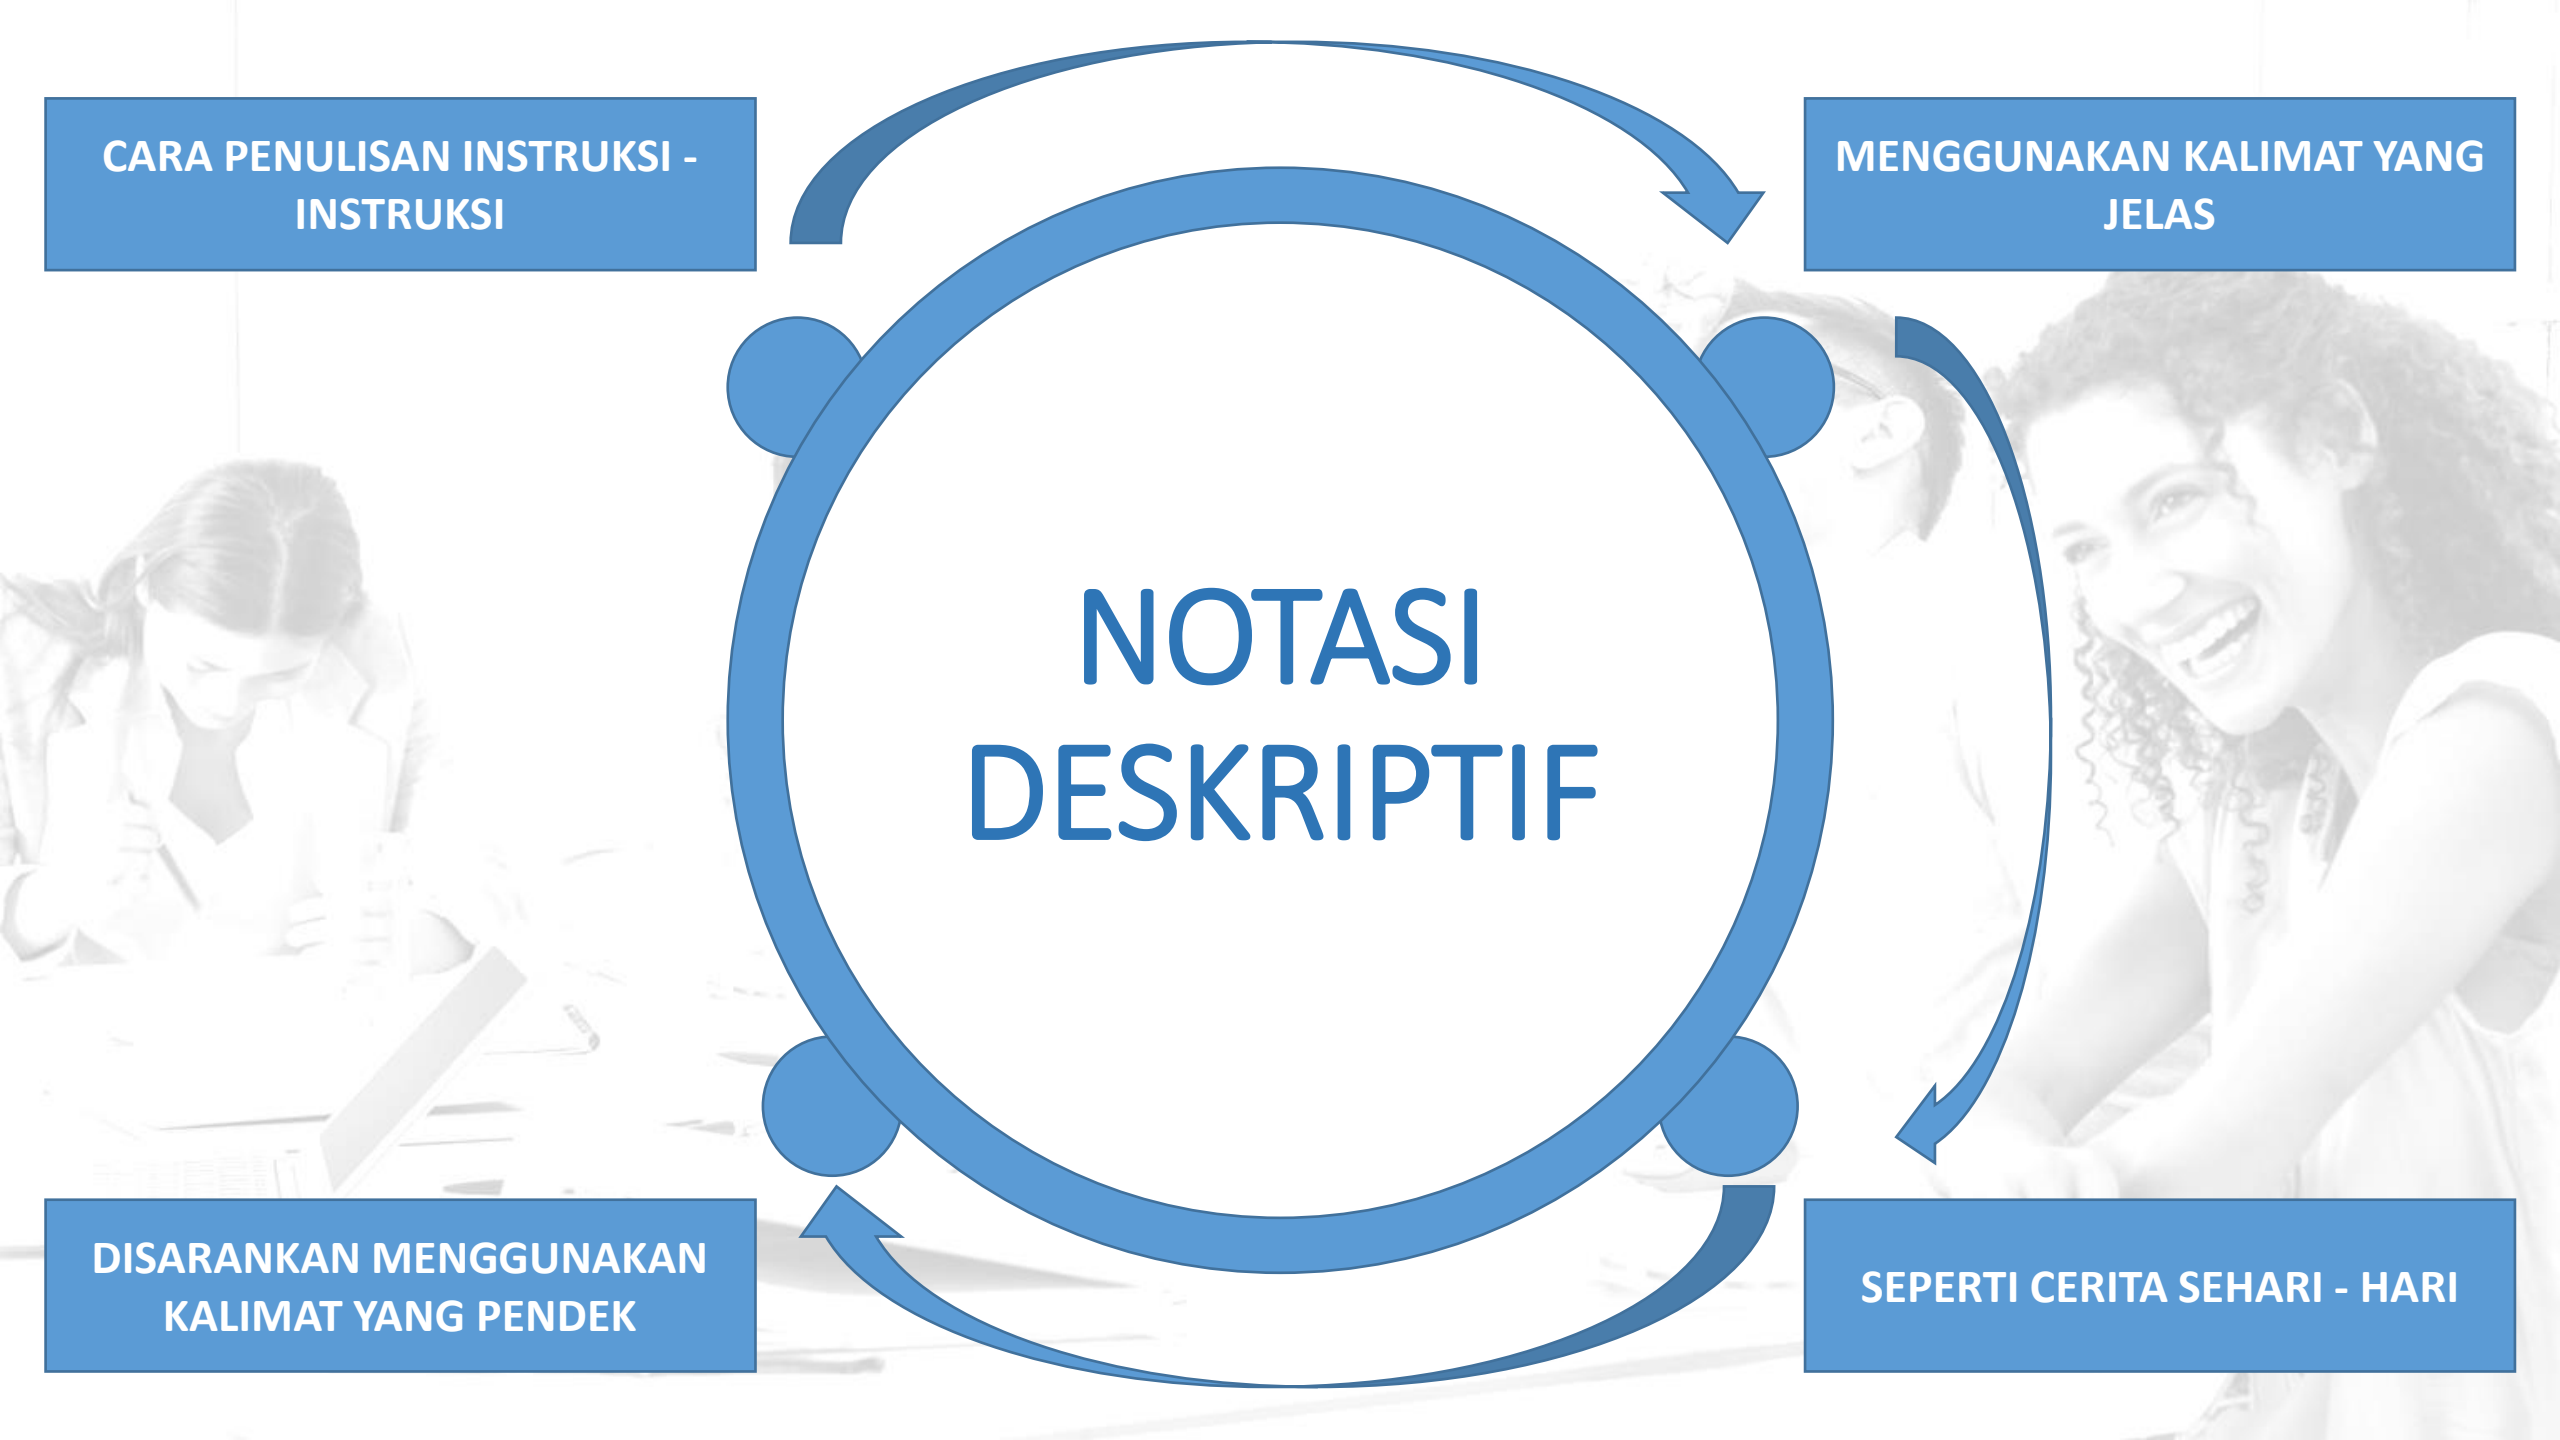 CARA PENULISAN INSTRUKSI -
INSTRUKSI
MENGGUNAKAN KALIMAT YANG
JELAS
NOTASI
DESKRIPTIF
DISARANKAN MENGGUNAKAN
KALIMAT YANG PENDEK
SEPERTI CERITA SEHARI - HARI